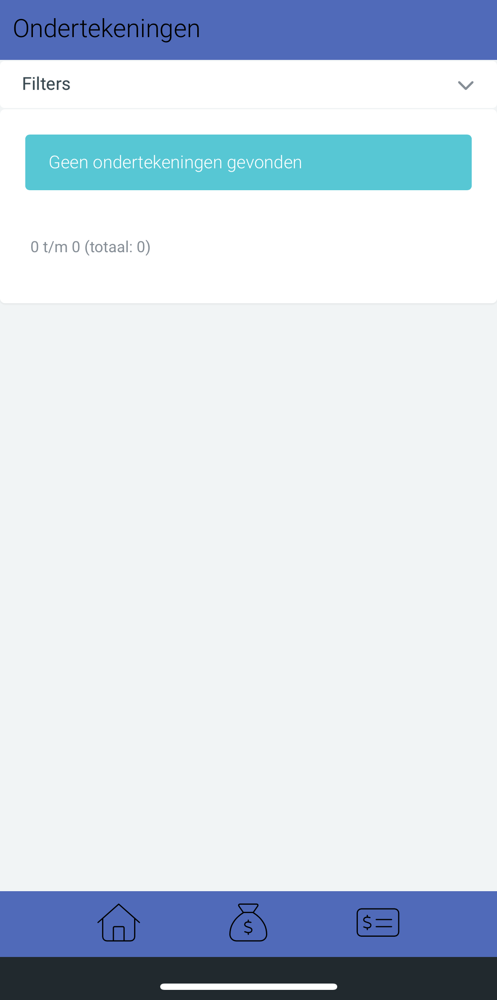 Ondertekeningen
Filters
Geen ondertekeningen gevonden
0 t/m 0 (totaal: 0)
$
$